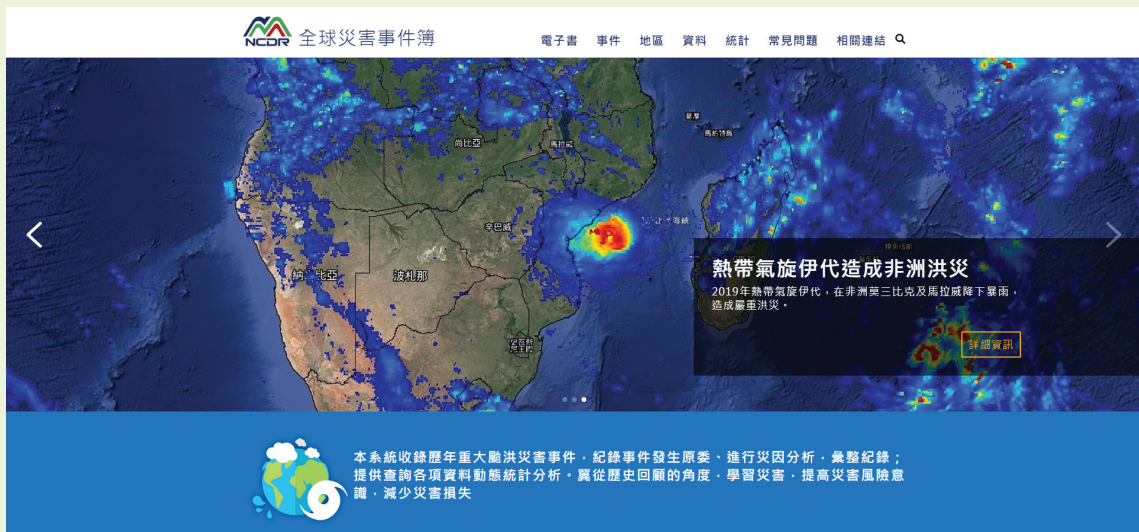 NCDR 全球災害事件簿
電子書 事件 地區 資料 統計 常見問題 相關連結
尚比亞
馬拉威
馬約特島
辛巴威
納 比亞
波札那
熱帶氣旋伊代造成非洲洪災
2019年熱帶氣旋伊代，在非洲莫三比克及馬拉威降下暴雨，
造成嚴重洪災。
詳細資訊
本系統收錄歷年重大颱洪災害事件，紀錄事件發生原委、進行災因分析，彙整紀錄；
提供查詢各項資料動態統計分析。冀從歷史回顧的角度，學習災害，提高災害風險意
識，減少災害損失